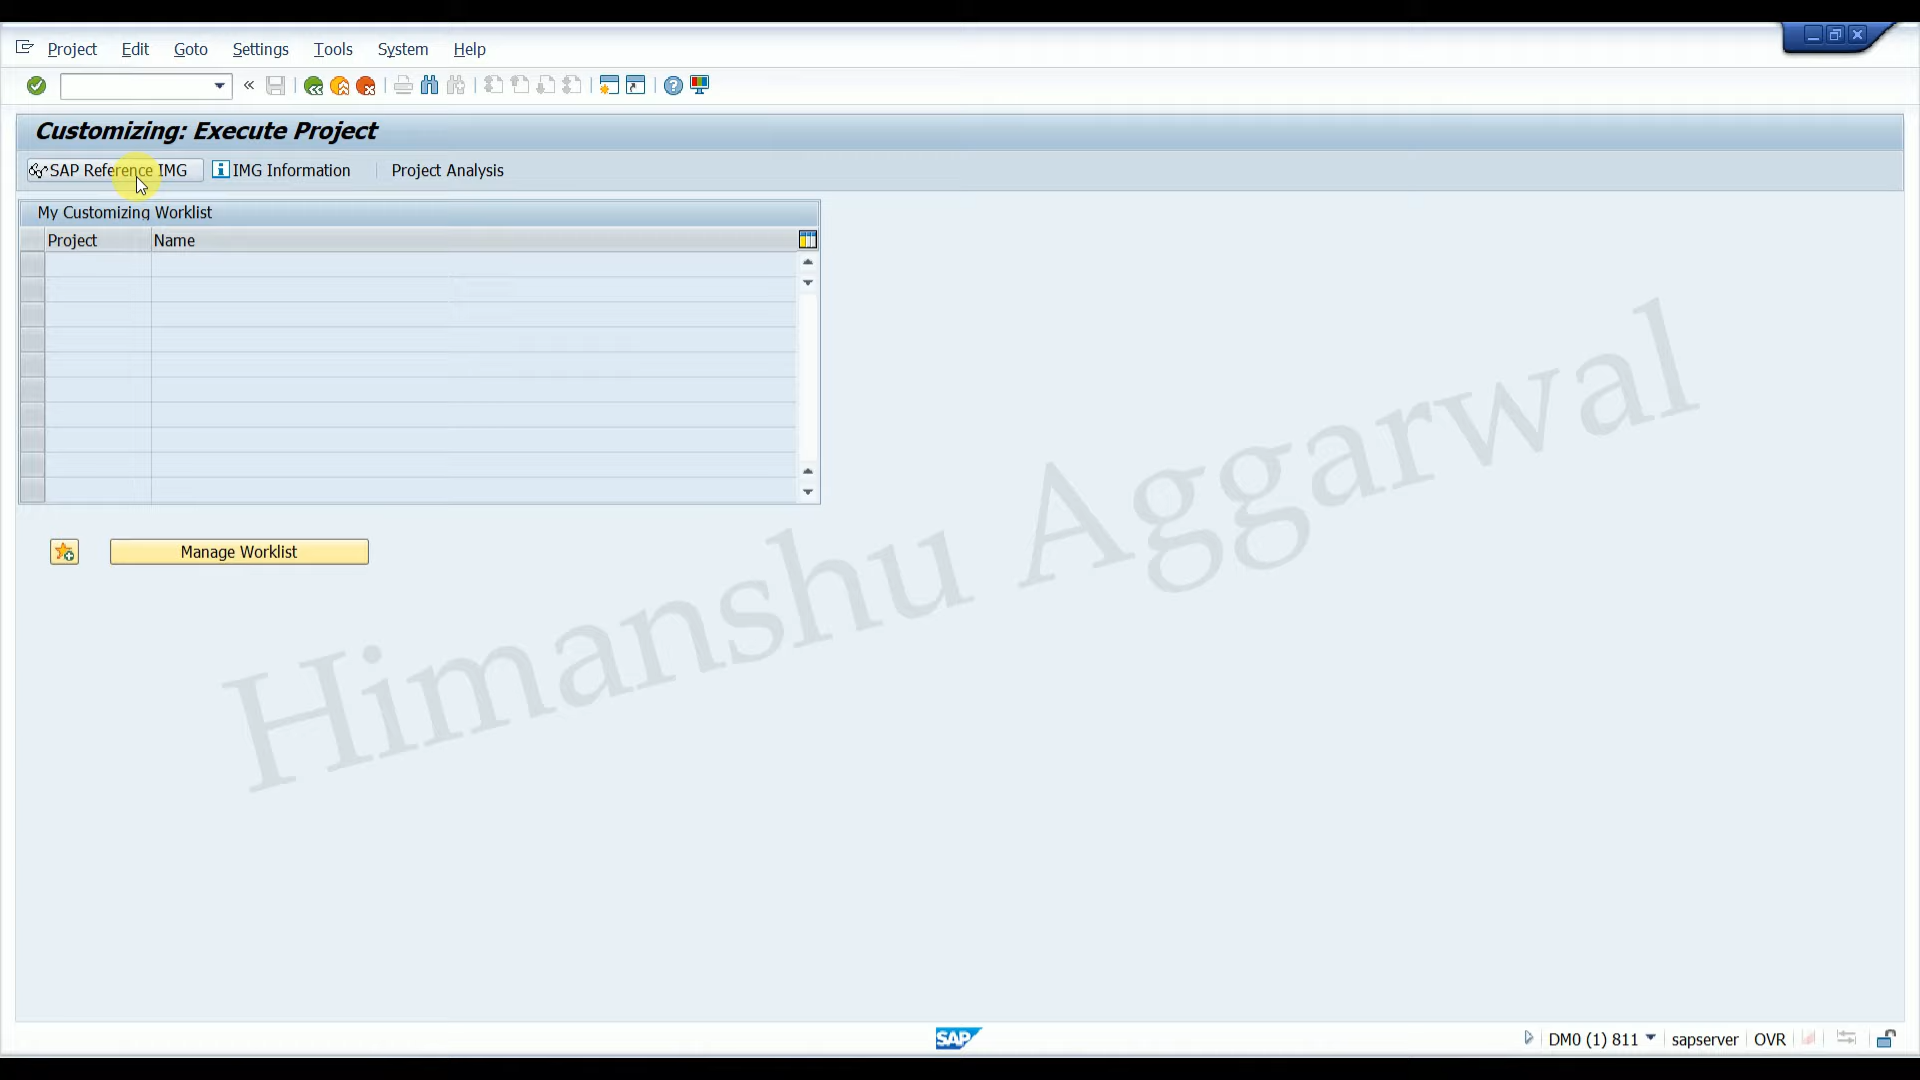 Project Edit Goto Settings Tools System Help
Customizing: Execute Project
SAP Reference IMG IMG Information Project Analysis
My Customizing Worklist
Project Name
Manage Worklist
Himanshu Aggarwal
SAP DM0 (1) 811 sapserver OVR